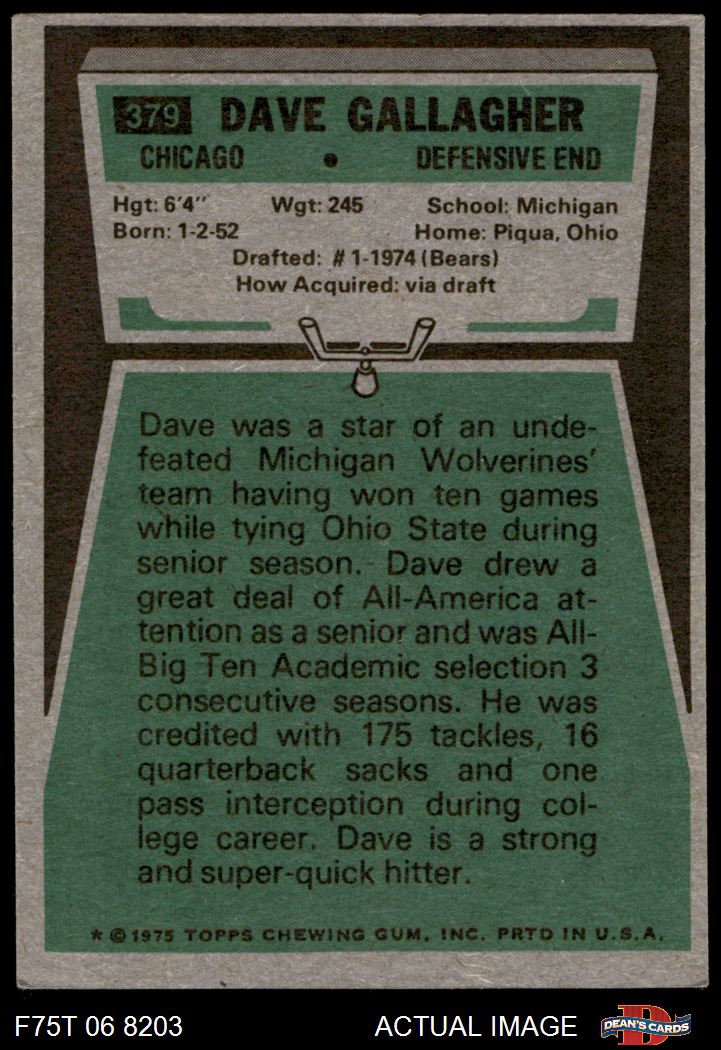 379 DAVE GALLAGHER
CHICAGO • DEFENSIVE END
Hgt: 6'4" Wgt: 245 School: Michigan
Born: 1-2-52 Home: Piqua, Ohio
Drafted: #1-1974 (Bears)
How Acquired: via draft
Dave was a star of an unde-
feated Michigan Wolverines'
team having won ten games
while tying Ohio State during
senior season. Dave drew a
great deal of All-America at-
tention as a senior and was All-
Big Ten Academic selection 3
consecutive seasons. He was
credited with 175 tackles, 16
quarterback sacks and one
pass interception during col-
lege career. Dave is a strong
and super-quick hitter.
* © 1975 TOPPS CHEWING GUM, INC. PRTD IN U.S.A.
F75T 06 8203 ACTUAL IMAGE DEAN'S CARDS